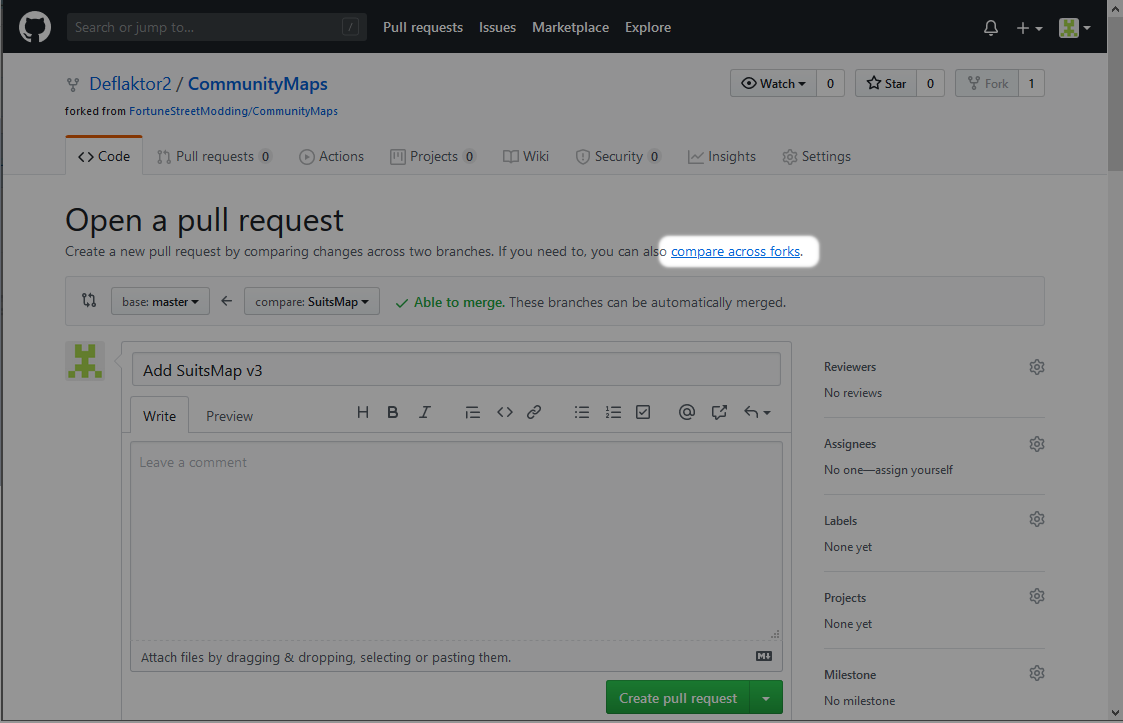 Search or jump to... / Pull requests Issues Marketplace Explore
Deflaktor2 / CommunityMaps Watch 0 Star 0 Fork 1
forked from FortuneStreetModding/CommunityMaps
Code Pull requests 0 Actions Projects 0 Wiki Security 0 Insights Settings
Open a pull request
Create a new pull request by comparing changes across two branches. If you need to, you can also compare across forks.
base: master compare: SuitsMap Able to merge. These branches can be automatically merged.
Add SuitsMap v3
Write Preview H B I @
Leave a comment
Attach files by dragging & dropping, selecting or pasting them.
Create pull request
Reviewers
No reviews
Assignees
No one—assign yourself
Labels
None yet
Projects
None yet
Milestone
No milestone